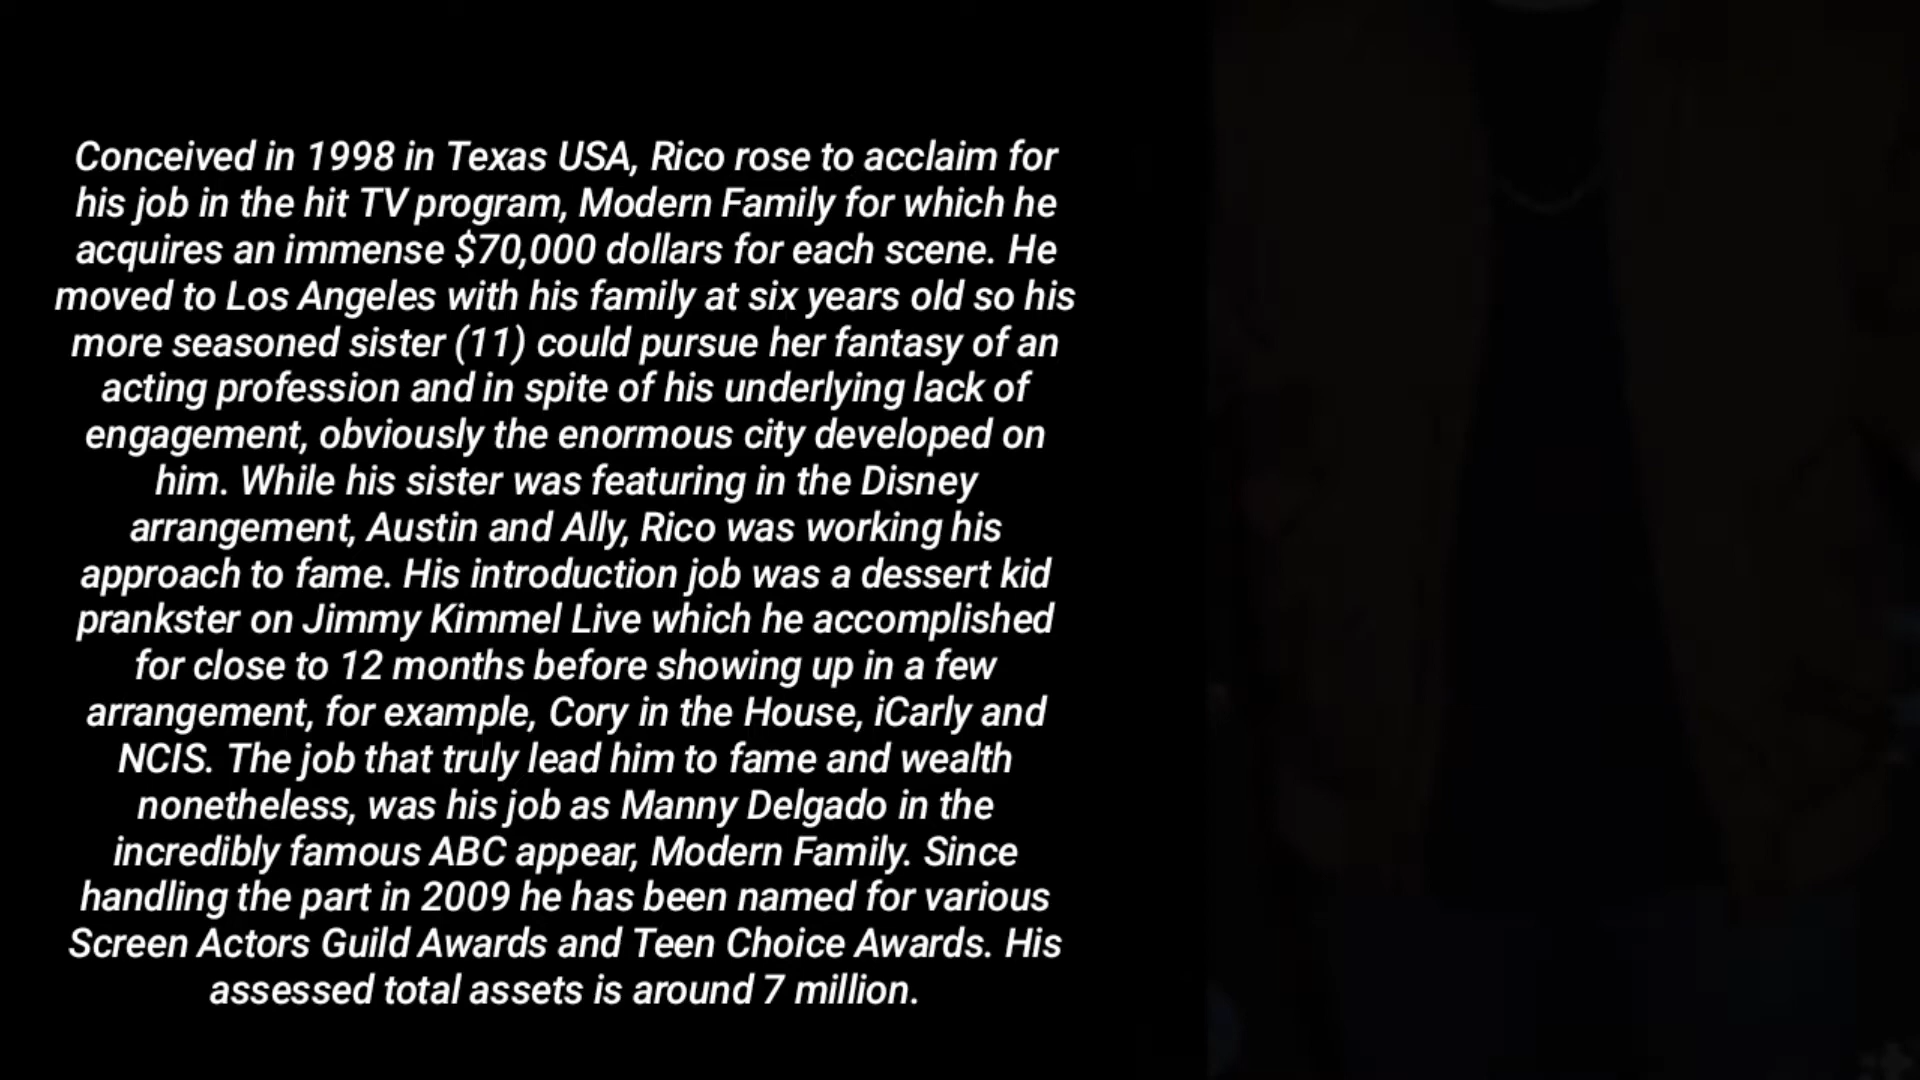 Conceived in 1998 in Texas USA, Rico rose to acclaim for
his job in the hit TV program, Modern Family for which he
acquires an immense $70,000 dollars for each scene. He
moved to Los Angeles with his family at six years old so his
more seasoned sister (11) could pursue her fantasy of an
acting profession and in spite of his underlying lack of
engagement, obviously the enormous city developed on
him. While his sister was featuring in the Disney
arrangement, Austin and Ally, Rico was working his
approach to fame. His introduction job was a dessert kid
prankster on Jimmy Kimmel Live which he accomplished
for close to 12 months before showing up in a few
arrangement, for example, Cory in the House, iCarly and
NCIS. The job that truly lead him to fame and wealth
nonetheless, was his job as Manny Delgado in the
incredibly famous ABC appear, Modern Family. Since
handling the part in 2009 he has been named for various
Screen Actors Guild Awards and Teen Choice Awards. His
assessed total assets is around 7 million.